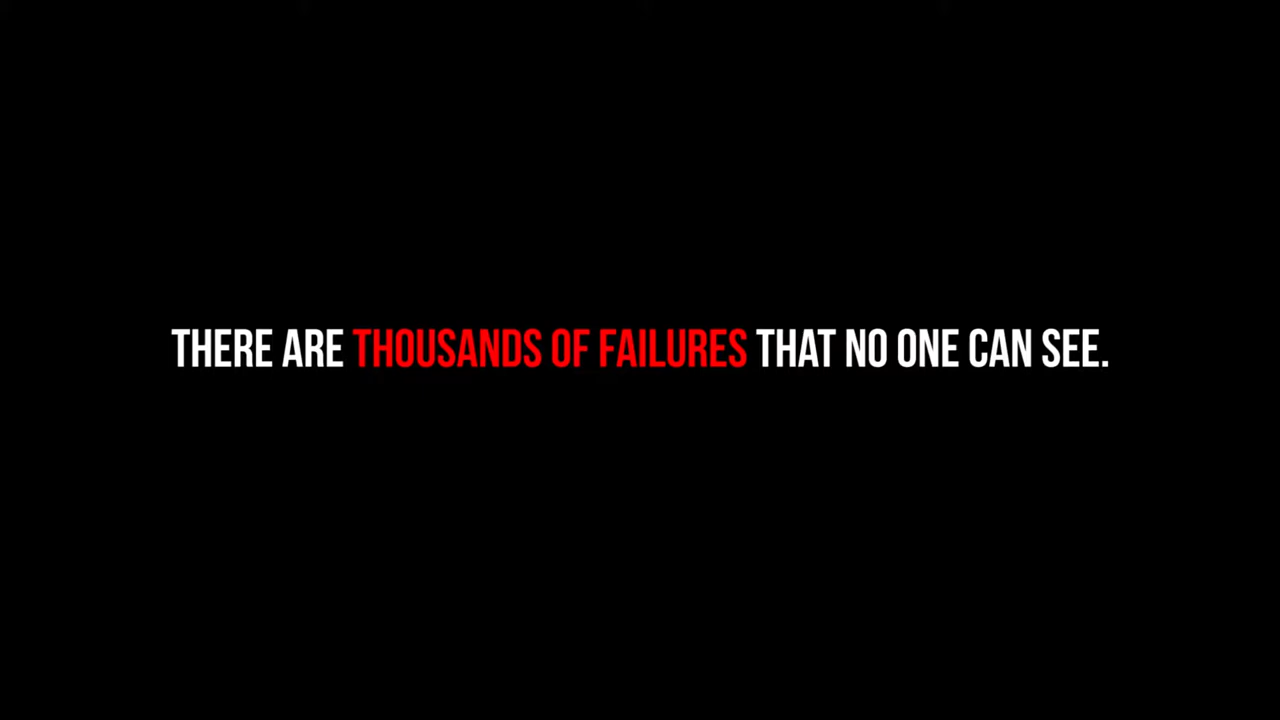 THERE ARE THOUSANDS OF FAILURES THAT NO ONE CAN SEE.